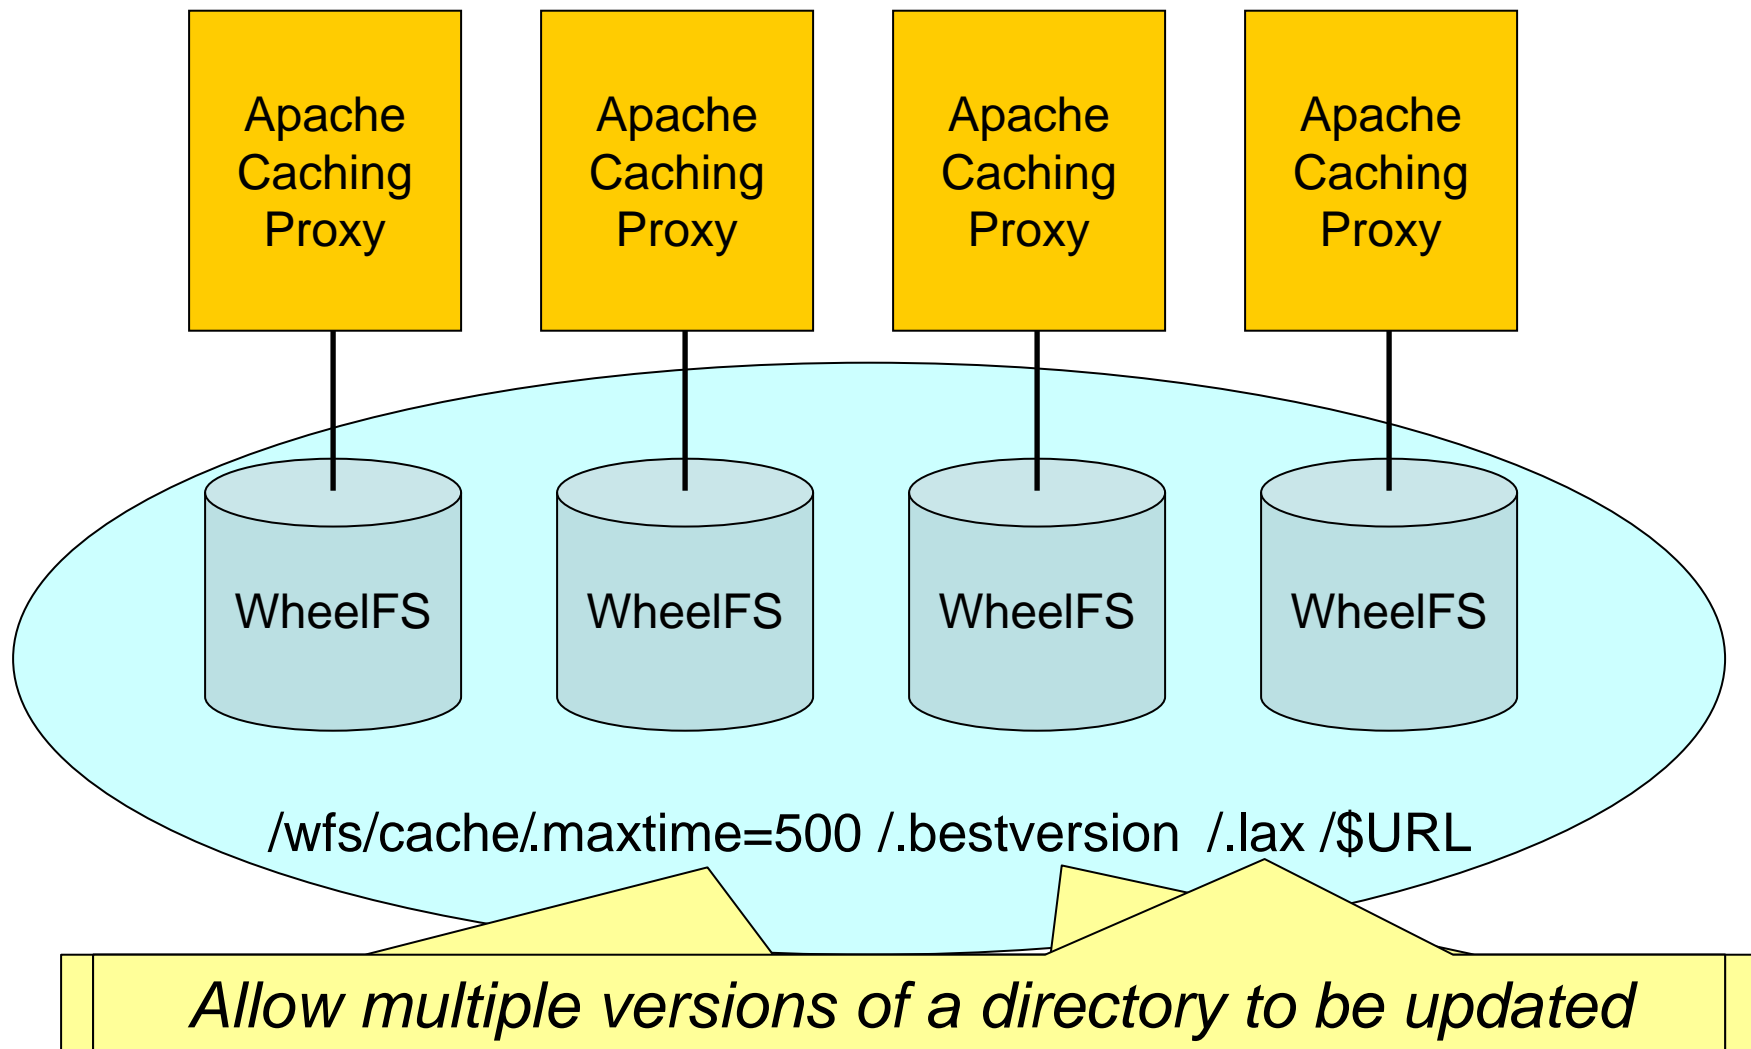 Apache Caching Proxy
Apache Caching Proxy
Apache Caching Proxy
Apache Caching Proxy
WheelFS
WheelFS
WheelFS
WheelFS
/wfs/cache/.maxtime=500 /.bestversion /.lax /$URL
Allow multiple versions of a directory to be updated